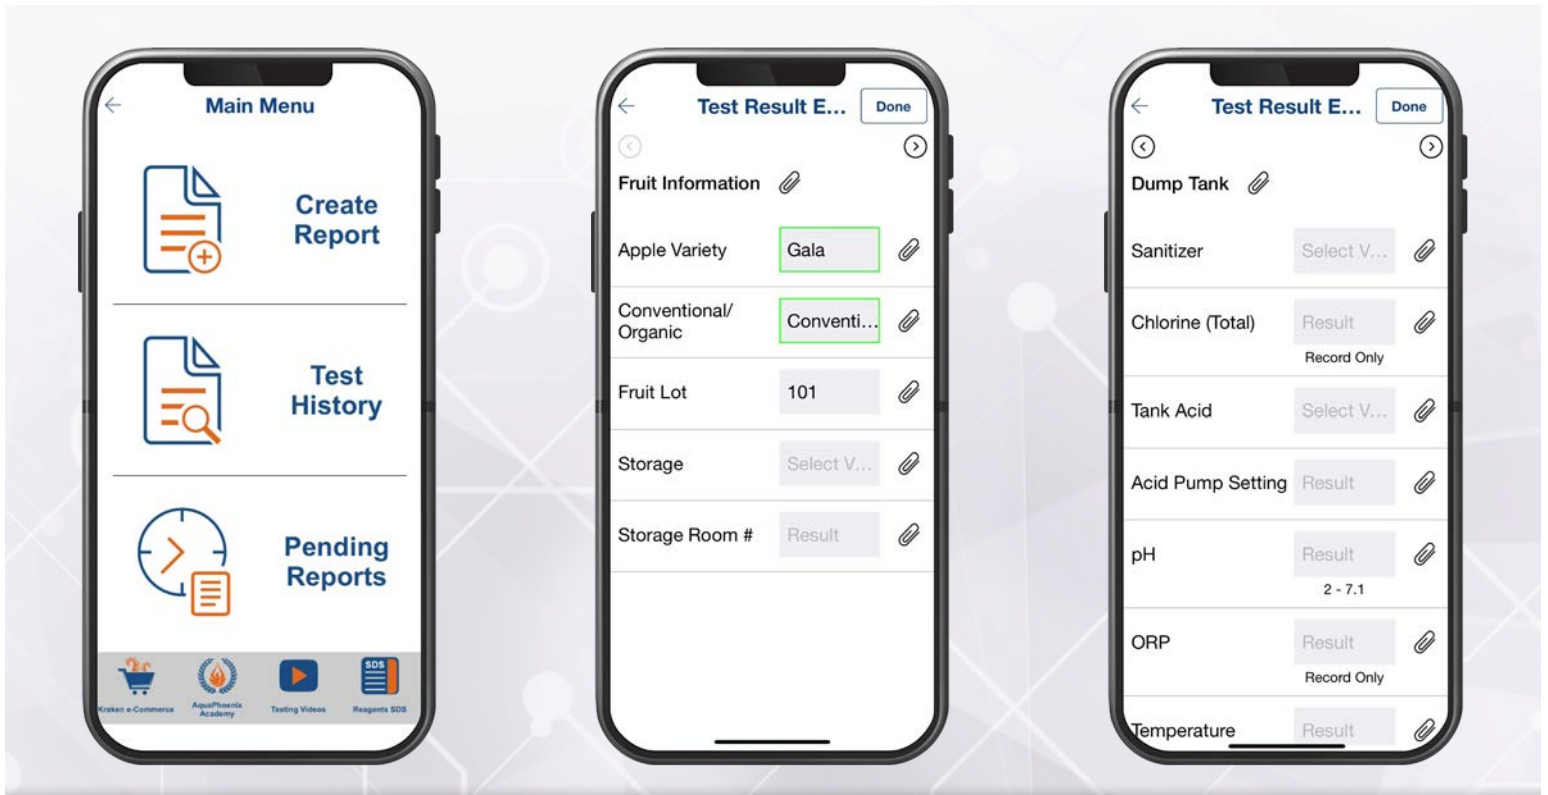 Main Menu
Create
Report
Test
History
Pending
Reports
SDS
Kraken e-Commerce
AquaPhoenix
Academy
Testing Videos
Reagents SDS
Test Result E...
Done
Fruit Information
Apple Variety
Gala
Conventional/
Organic
Conventi...
Fruit Lot
101
Storage
Select V...
Storage Room #
Result
Test Result E...
Done
Dump Tank
Sanitizer
Select V...
Chlorine (Total)
Result
Record Only
Tank Acid
Select V...
Acid Pump Setting
Result
pH
Result
2 - 7.1
ORP
Result
Record Only
Temperature
Result